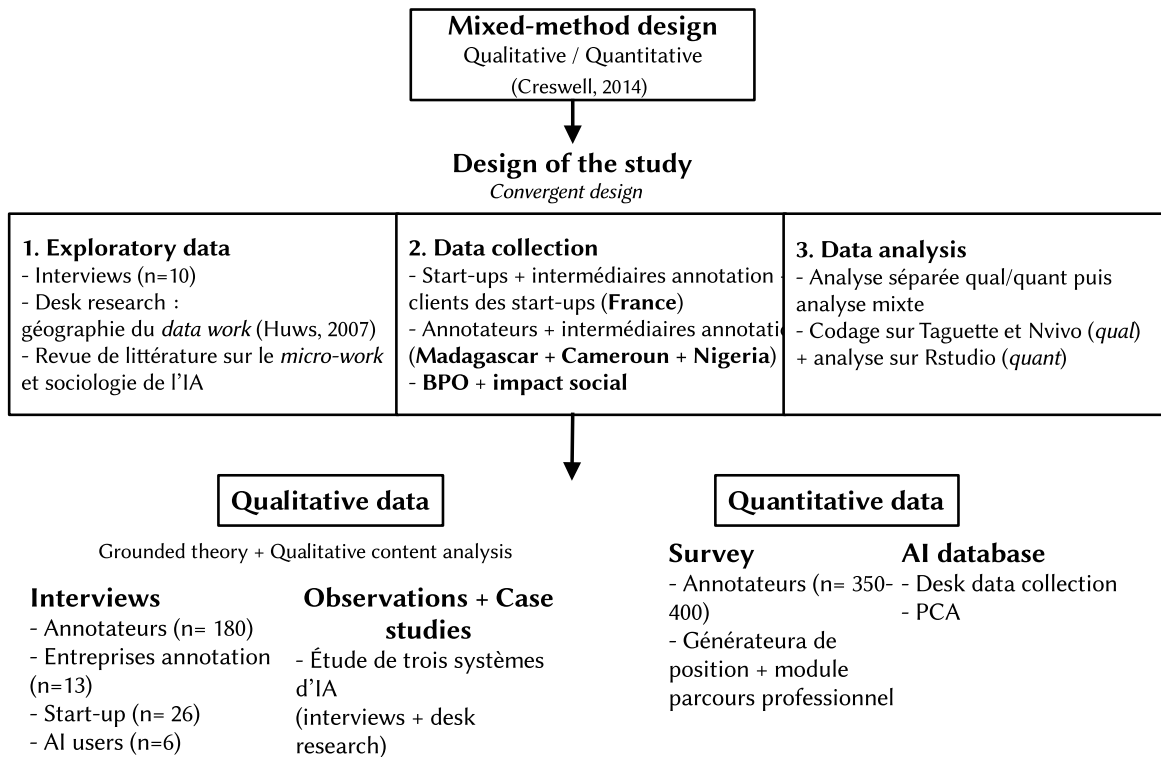 Mixed-method design
Qualitative / Quantitative
(Creswell, 2014)
Design of the study
Convergent design
1. Exploratory data
- Interviews (n=10)
- Desk research :
géographie du data work (Huws, 2007)
- Revue de littérature sur le micro-work
et sociologie de l'IA
2. Data collection
- Start-ups + intermédiaires annotation -
clients des start-ups (France)
- Annotateurs + intermédiaires annotati
(Madagascar + Cameroun + Nigeria)
- BPO + impact social
3. Data analysis
- Analyse séparée qual/quant puis
analyse mixte
- Codage sur Taguette et Nvivo (qual)
+ analyse sur Rstudio (quant)
Qualitative data
Grounded theory + Qualitative content analysis
Interviews
- Annotateurs (n= 180)
- Entreprises annotation
(n=13)
- Start-up (n= 26)
- AI users (n=6)
Observations + Case
studies
- Étude de trois systèmes
d'IA
(interviews + desk
research)
Quantitative data
Survey
- Annotateurs (n= 350-
400)
- Générateura de
position + module
parcours professionnel
AI database
- Desk data collection
- PCA